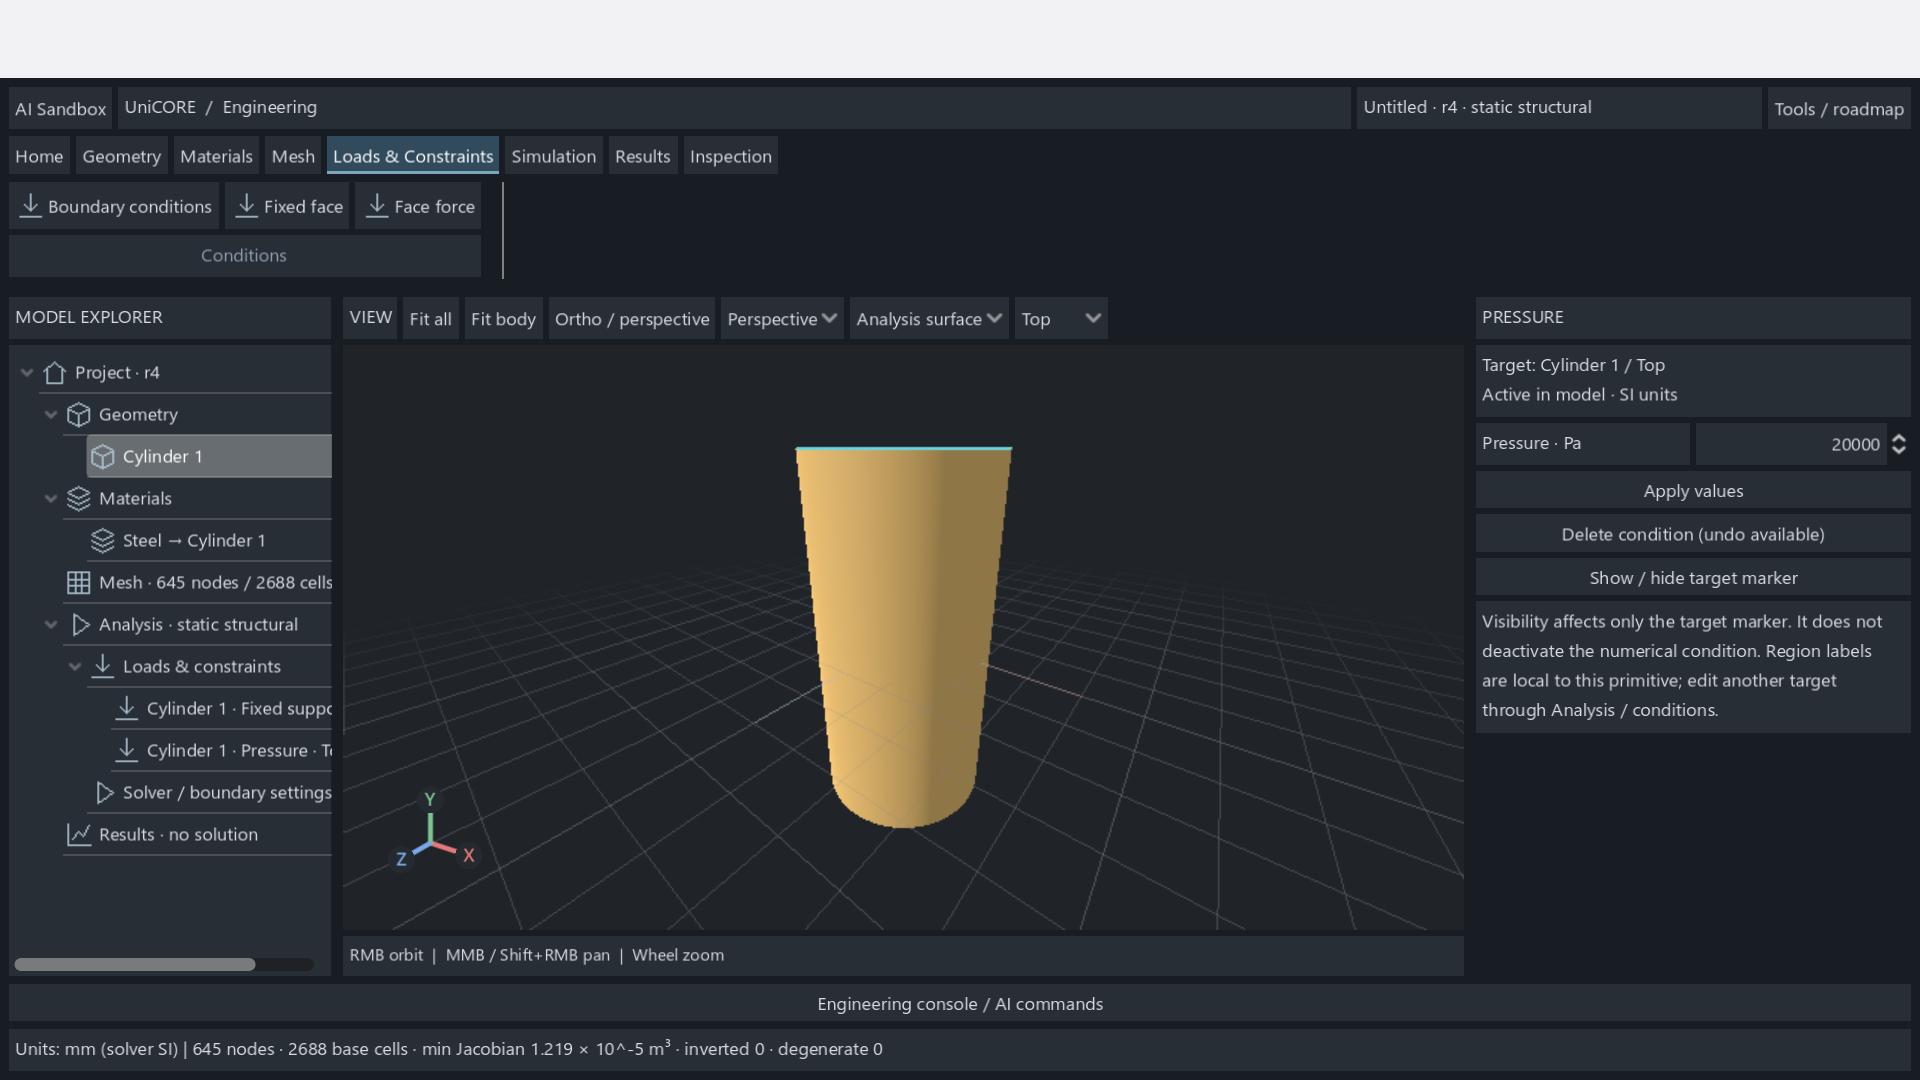 AI Sandbox
UniCORE / Engineering
Untitled · r4 · static structural
Tools / roadmap
Home
Geometry
Materials
Mesh
Loads & Constraints
Simulation
Results
Inspection
Boundary conditions
Fixed face
Face force
Conditions
MODEL EXPLORER
Project · r4
Geometry
Cylinder 1
Materials
Steel → Cylinder 1
Mesh · 645 nodes / 2688 cells
Analysis · static structural
Loads & constraints
Cylinder 1 · Fixed suppo
Cylinder 1 · Pressure · To
Solver / boundary settings
Results · no solution
VIEW
Fit all
Fit body
Ortho / perspective
Perspective
Analysis surface
Top
Y
Z
X
RMB orbit | MMB / Shift+RMB pan | Wheel zoom
PRESSURE
Target: Cylinder 1 / Top
Active in model · SI units
Pressure · Pa
20000
Apply values
Delete condition (undo available)
Show / hide target marker
Visibility affects only the target marker. It does not
deactivate the numerical condition. Region labels
are local to this primitive; edit another target
through Analysis / conditions.
Engineering console / AI commands
Units: mm (solver SI) | 645 nodes · 2688 base cells · min Jacobian 1.219 × 10^-5 m³ · inverted 0 · degenerate 0